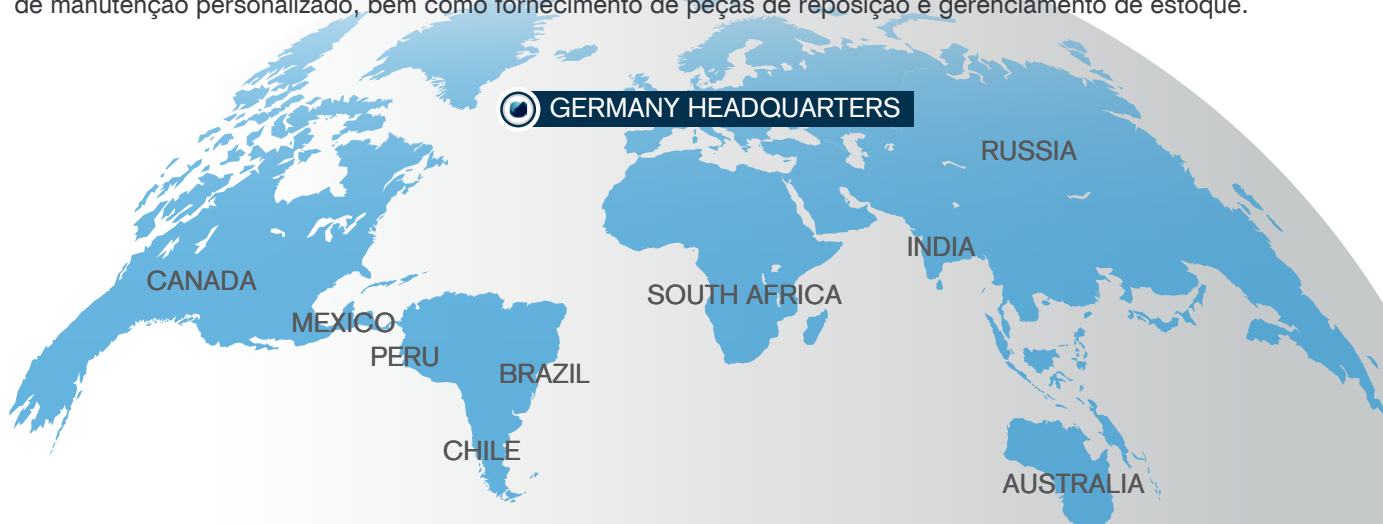 de manutenção personalizado, bem como fornecimento de peças de reposição e gerenciamento de estoque.
GERMANY HEADQUARTERS
RUSSIA
INDIA
CANADA
SOUTH AFRICA
MEXICO
PERU
BRAZIL
CHILE
AUSTRALIA